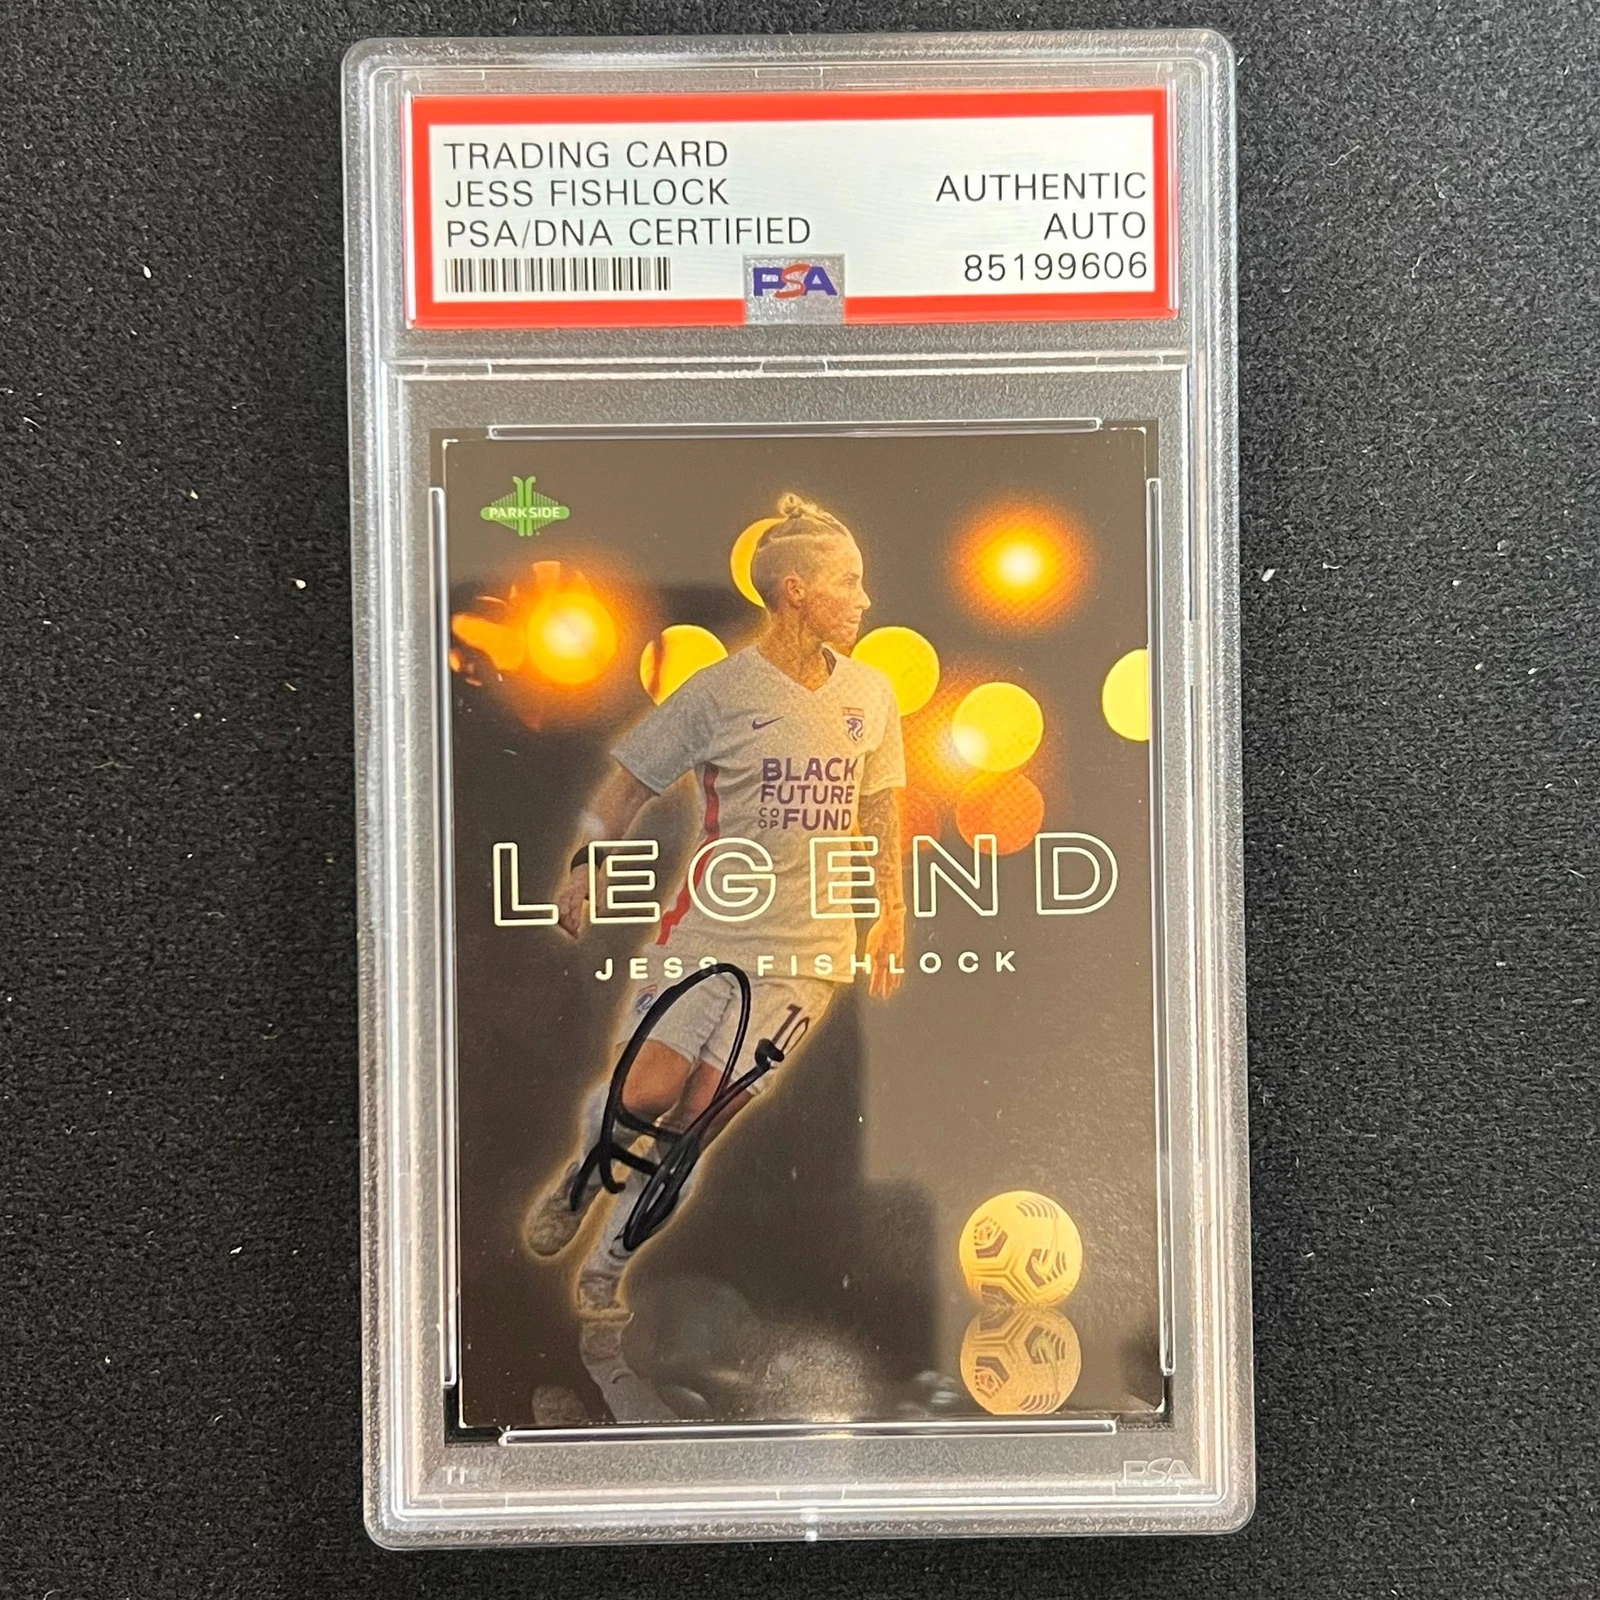 TRADING CARD
JESS FISHLOCK
PSA/DNA CERTIFIED
AUTHENTIC
AUTO
85199606
PSA
PARKSIDE
BLACK
FUTURE
CO OP FUND
LEGEND
JESS FISHLOCK
10
PSA